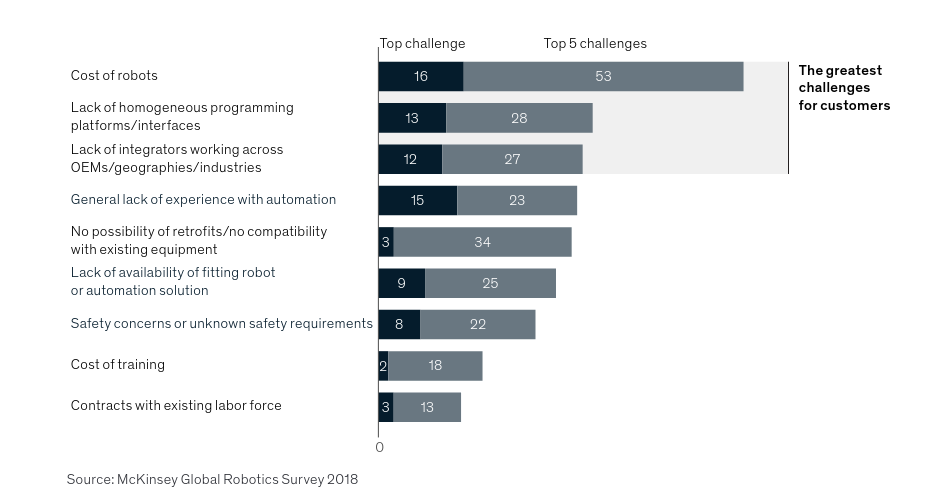 Top challenge Top 5 challenges
Cost of robots 16 53
The greatest
challenges
for customers
Lack of homogeneous programming
platforms/interfaces 13 28
Lack of integrators working across
OEMs/geographies/industries 12 27
General lack of experience with automation 15 23
No possibility of retrofits/no compatibility
with existing equipment 3 34
Lack of availability of fitting robot
or automation solution 9 25
Safety concerns or unknown safety requirements 8 22
Cost of training 2 18
Contracts with existing labor force 3 13
0
Source: McKinsey Global Robotics Survey 2018